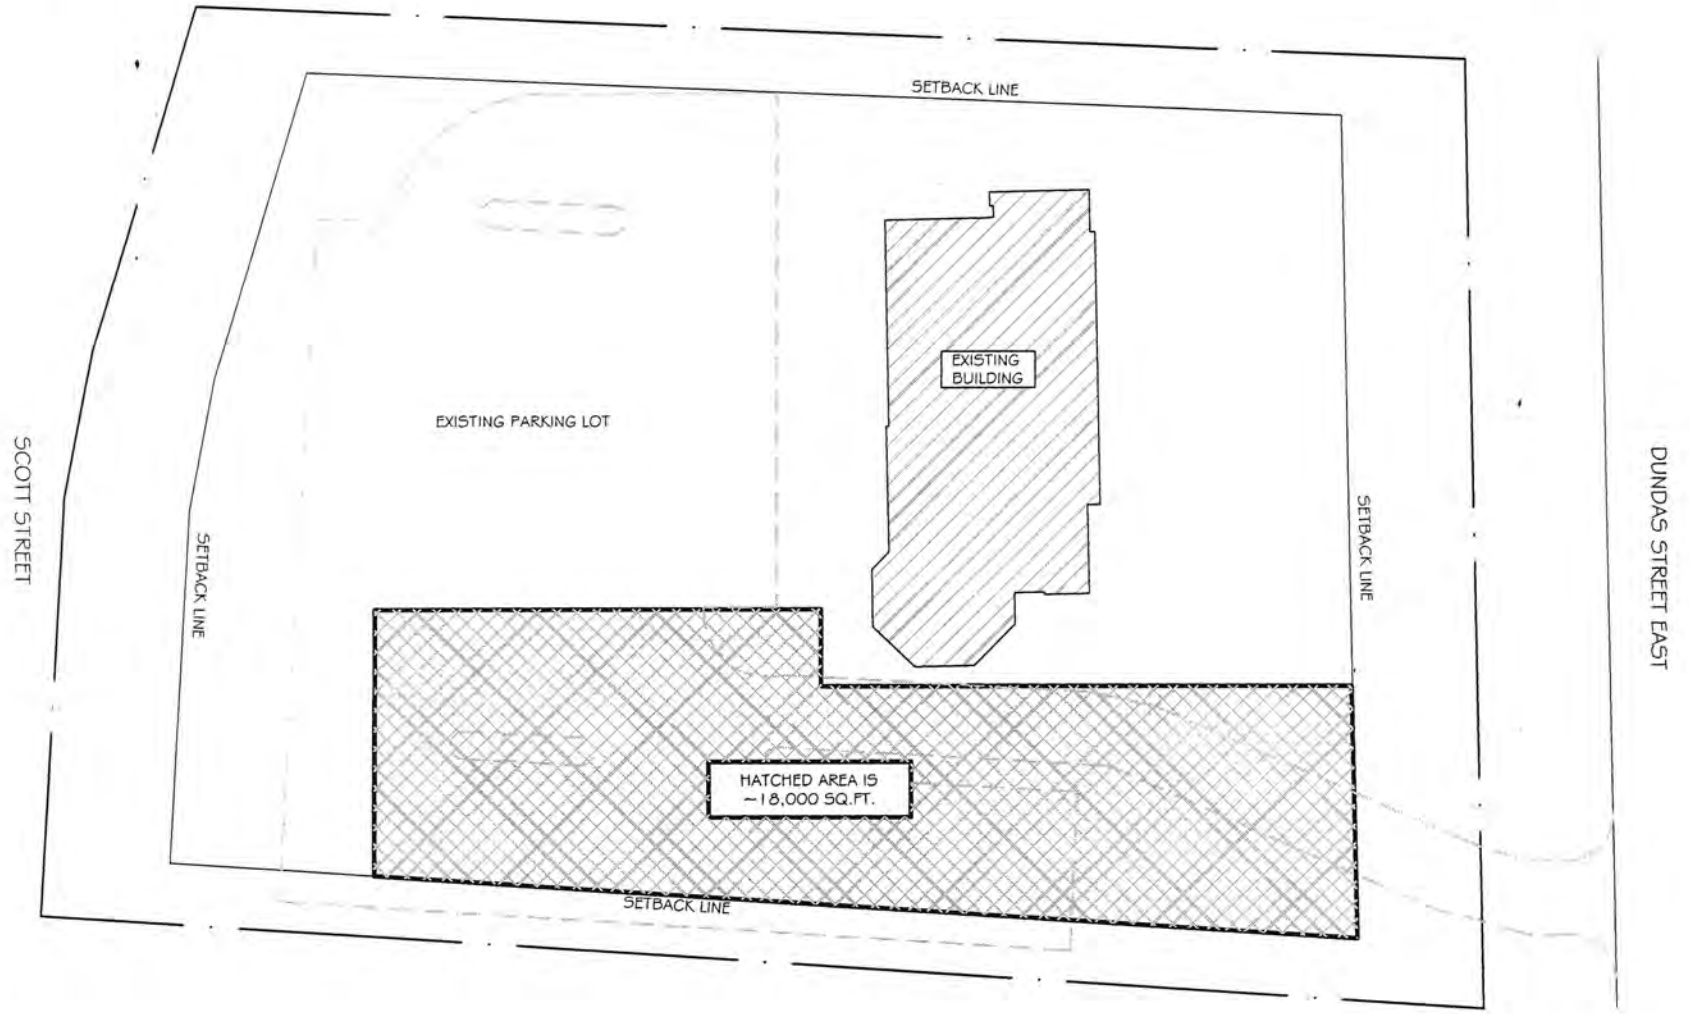 SETBACK LINE
EXISTING
BUILDING
EXISTING PARKING LOT
SCOTT STREET
SETBACK LINE
SETBACK LINE
DUNDAS STREET EAST
HATCHED AREA IS
~18,000 SQ.FT.
SETBACK LINE